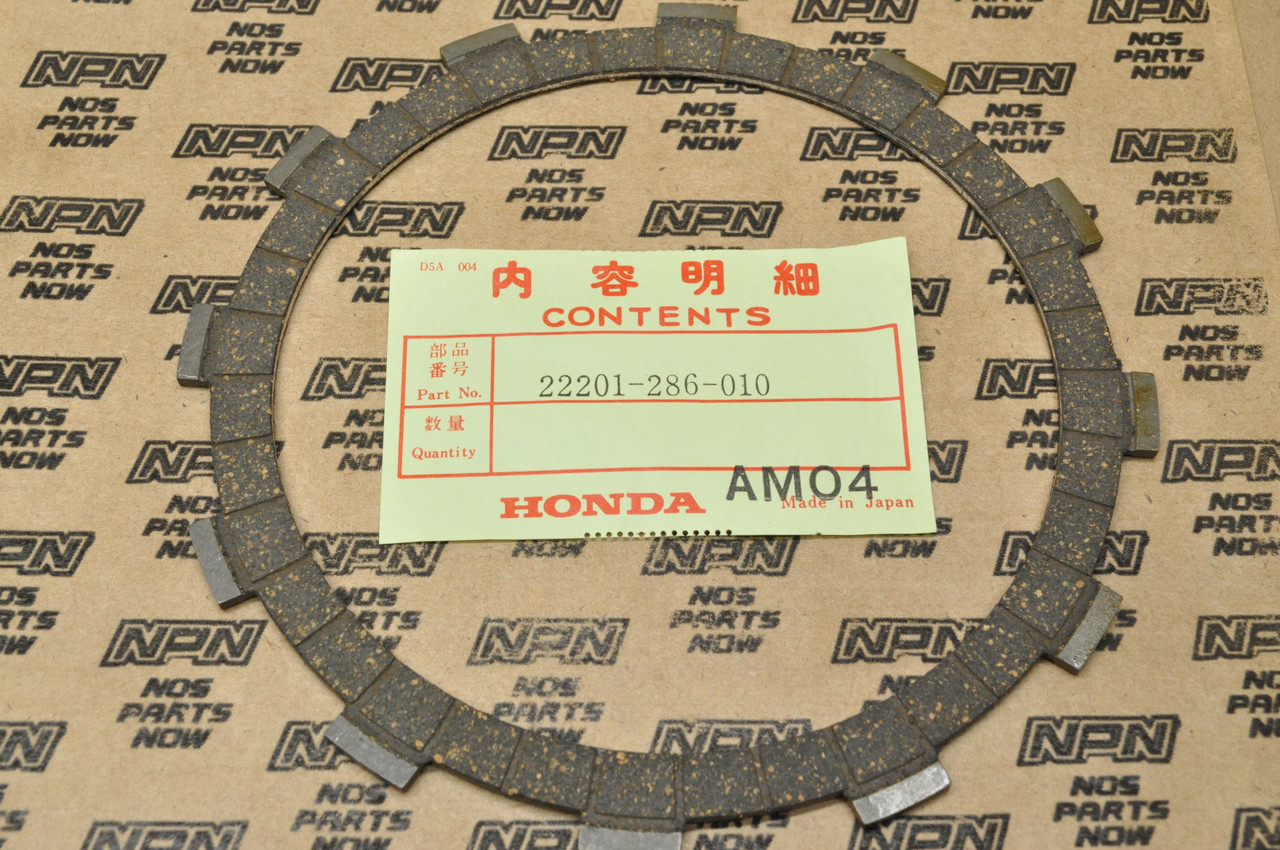 NPN
NOS
PARTS
NOW
D5A 004
内容明細
CONTENTS
部品
番号
Part No.
22201-286-010
数量
Quantity
AM04
HONDA
Made in Japan